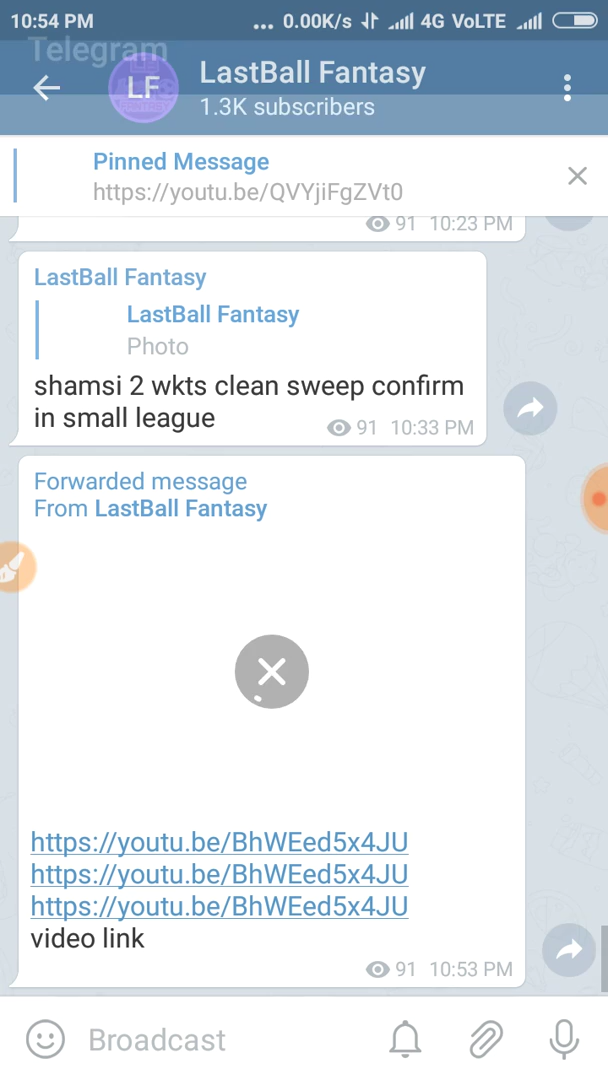 10:54 PM ... 0.00K/s 4G VoLTE
Telegram
LF LastBall Fantasy
1.3K subscribers
Pinned Message
https://youtu.be/QVYjiFgZVt0
91 10:23 PM
LastBall Fantasy
LastBall Fantasy
Photo
shamsi 2 wkts clean sweep confirm
in small league
91 10:33 PM
Forwarded message
From LastBall Fantasy
https://youtu.be/BhWEed5x4JU
https://youtu.be/BhWEed5x4JU
https://youtu.be/BhWEed5x4JU
video link
91 10:53 PM
Broadcast